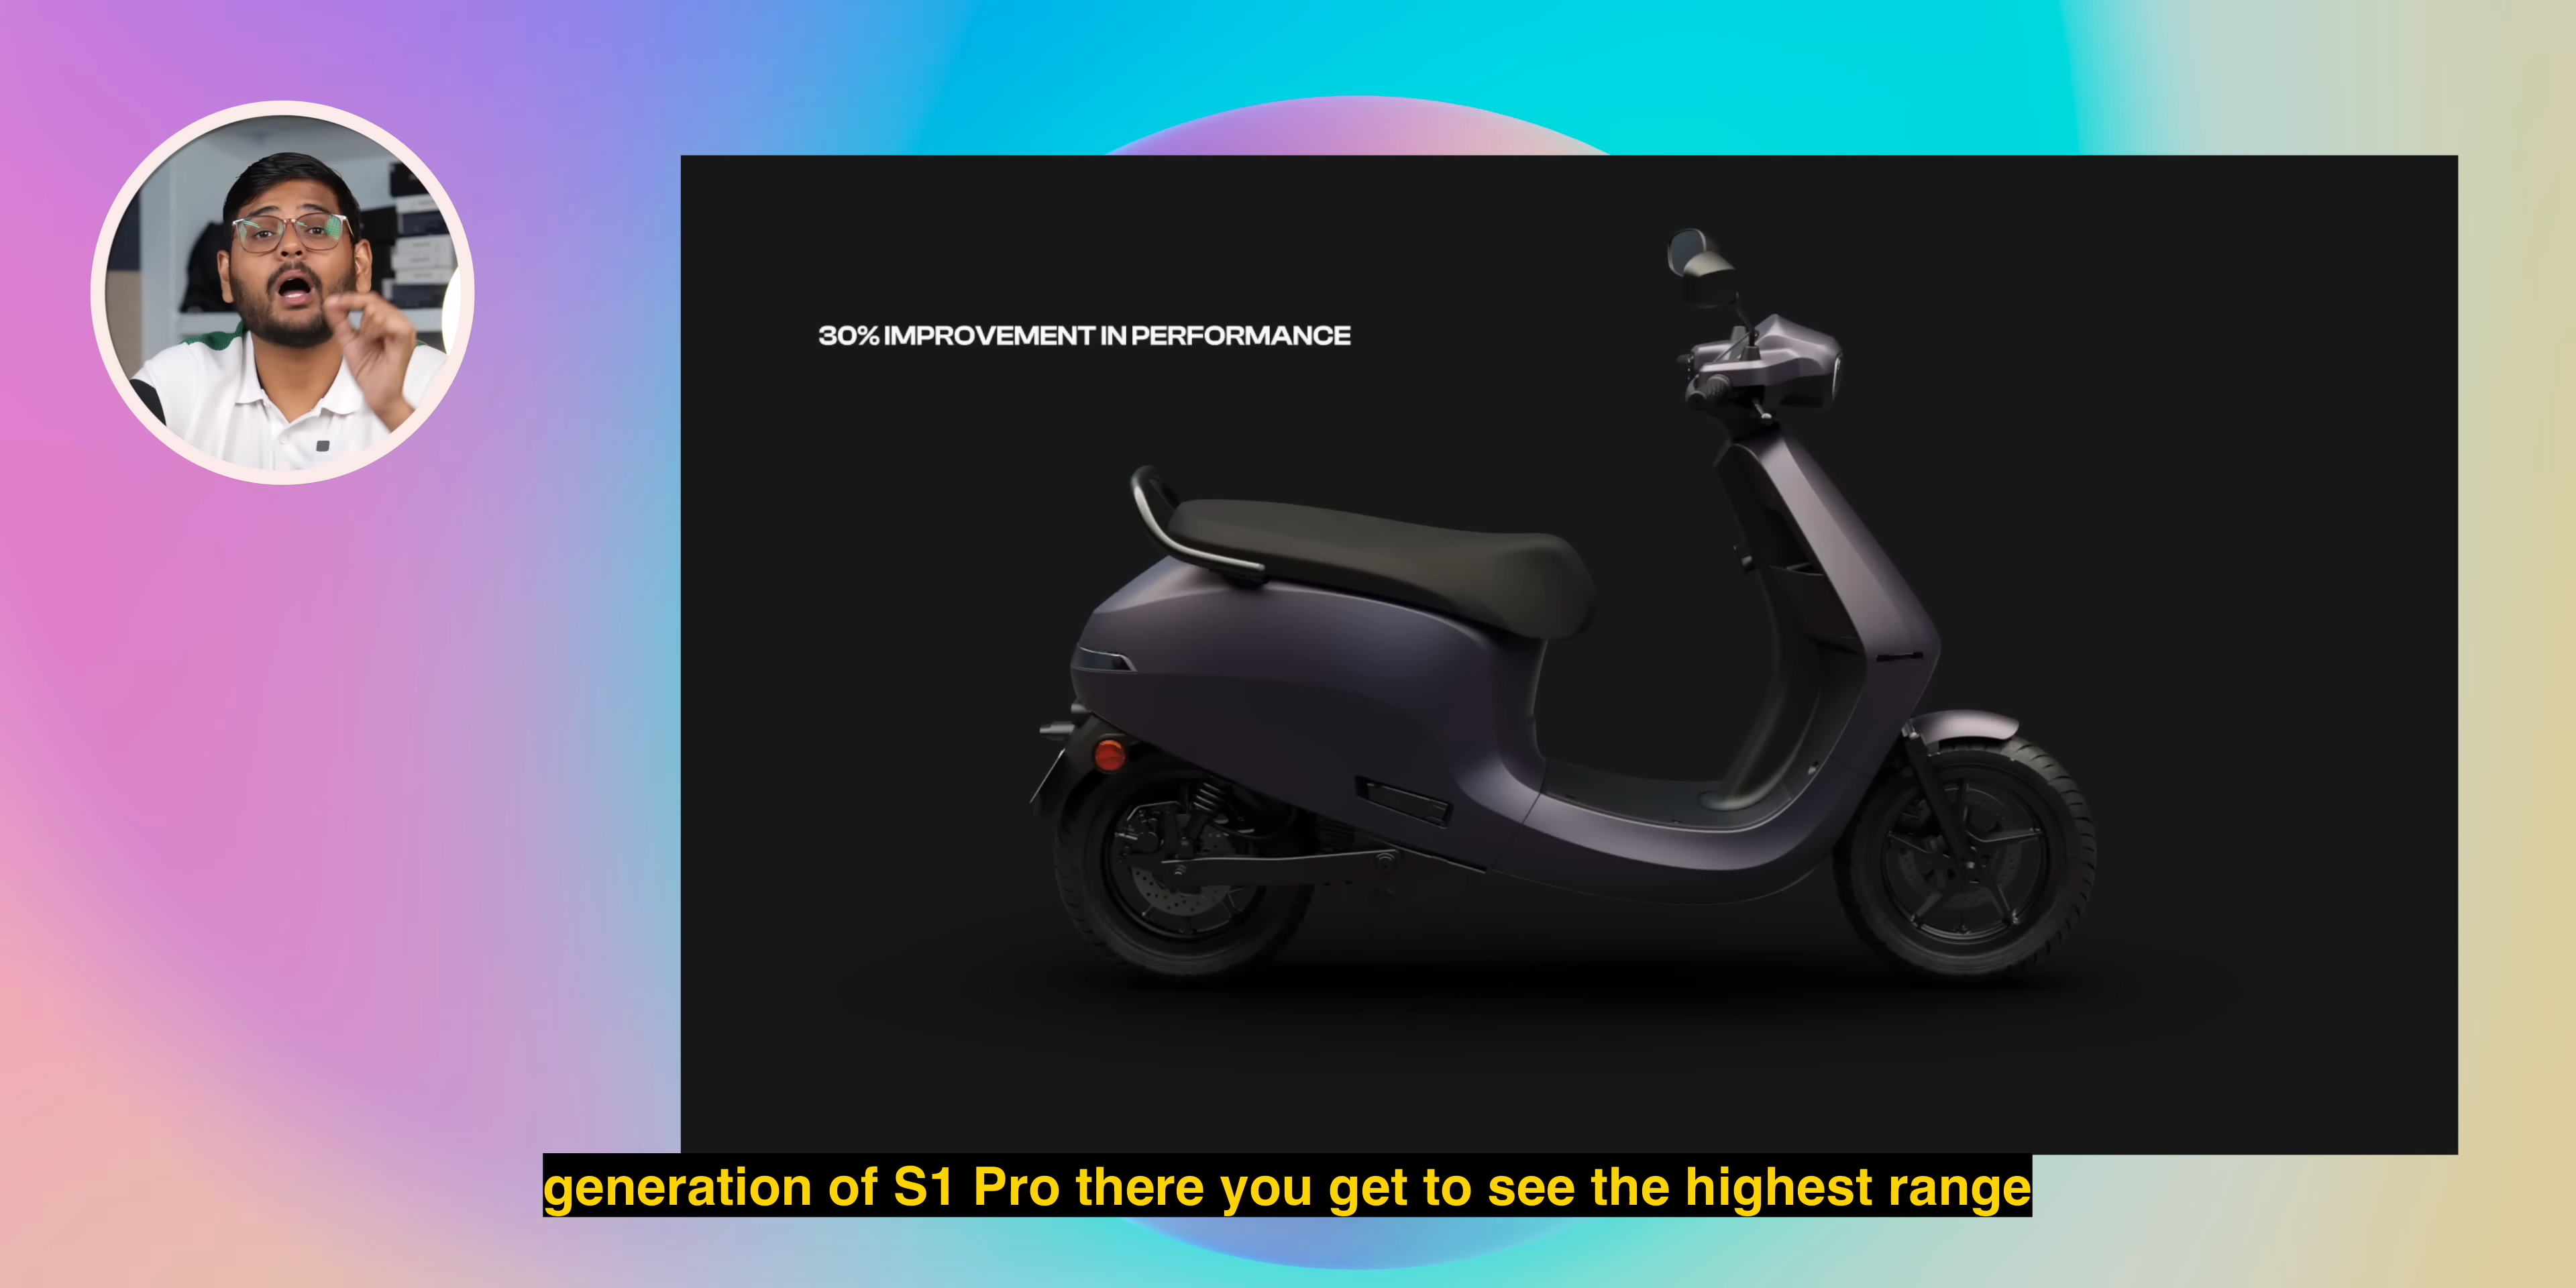 30% IMPROVEMENT IN PERFORMANCE
generation of S1 Pro there you get to see the highest range